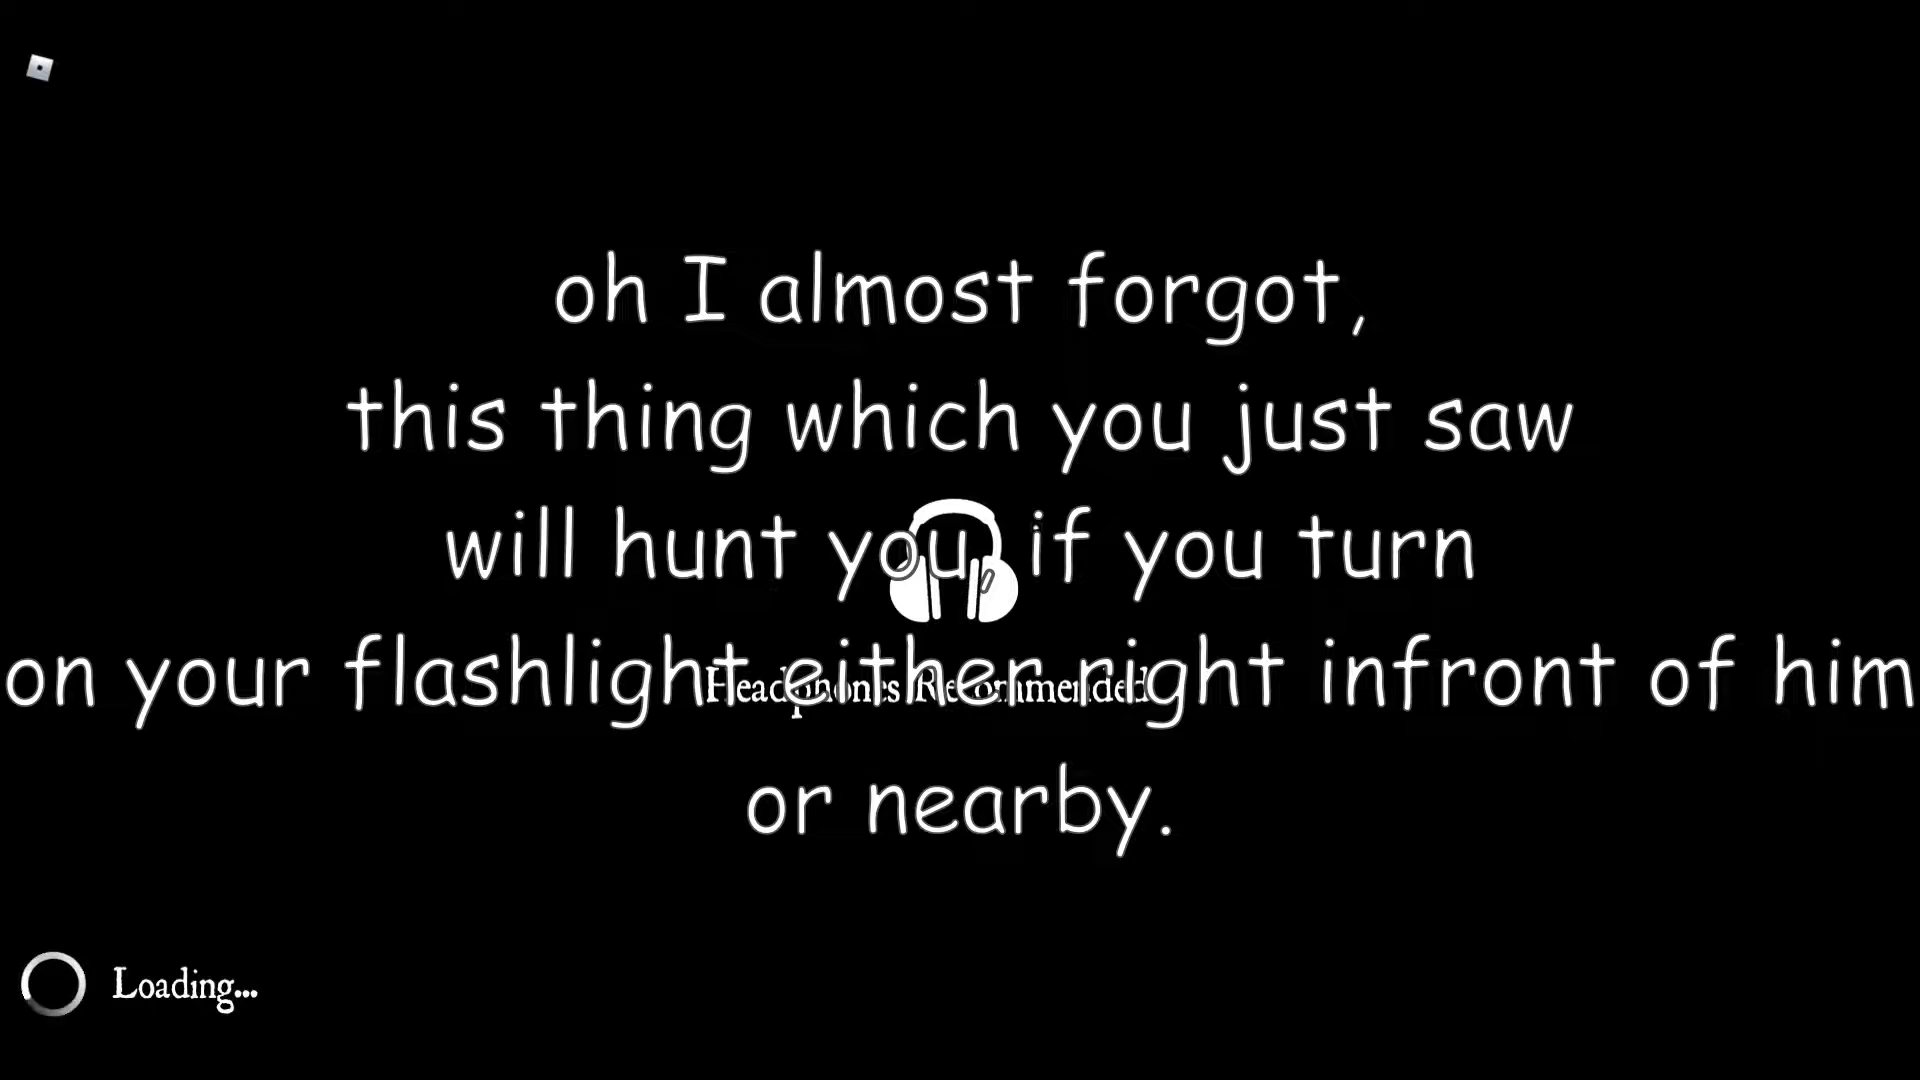 oh I almost forgot,
this thing which you just saw
will hunt you, if you turn
on your flashlight either right infront of him
Headphones Recommended
or nearby.
Loading...